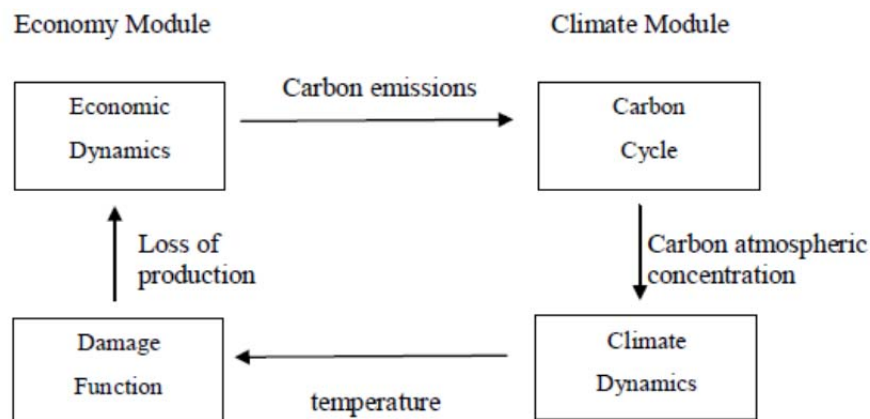 Economy Module
Climate Module
Economic
Dynamics
Carbon emissions
Carbon
Cycle
Loss of
production
Carbon atmospheric
concentration
Damage
Function
temperature
Climate
Dynamics